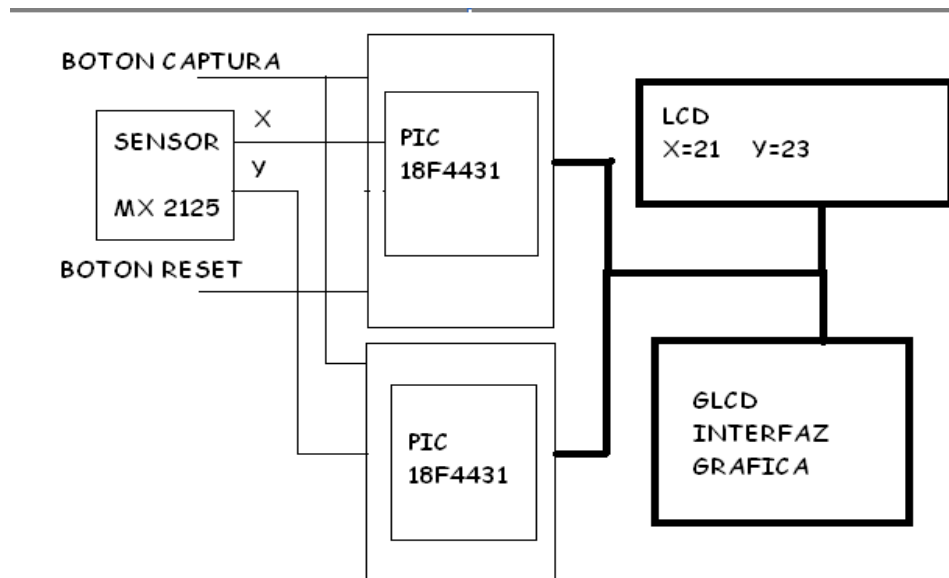 BOTON CAPTURA
SENSOR
MX 2125
X
Y
BOTON RESET
PIC
18F4431
PIC
18F4431
LCD
X=21 Y=23
GLCD
INTERFAZ
GRAFICA